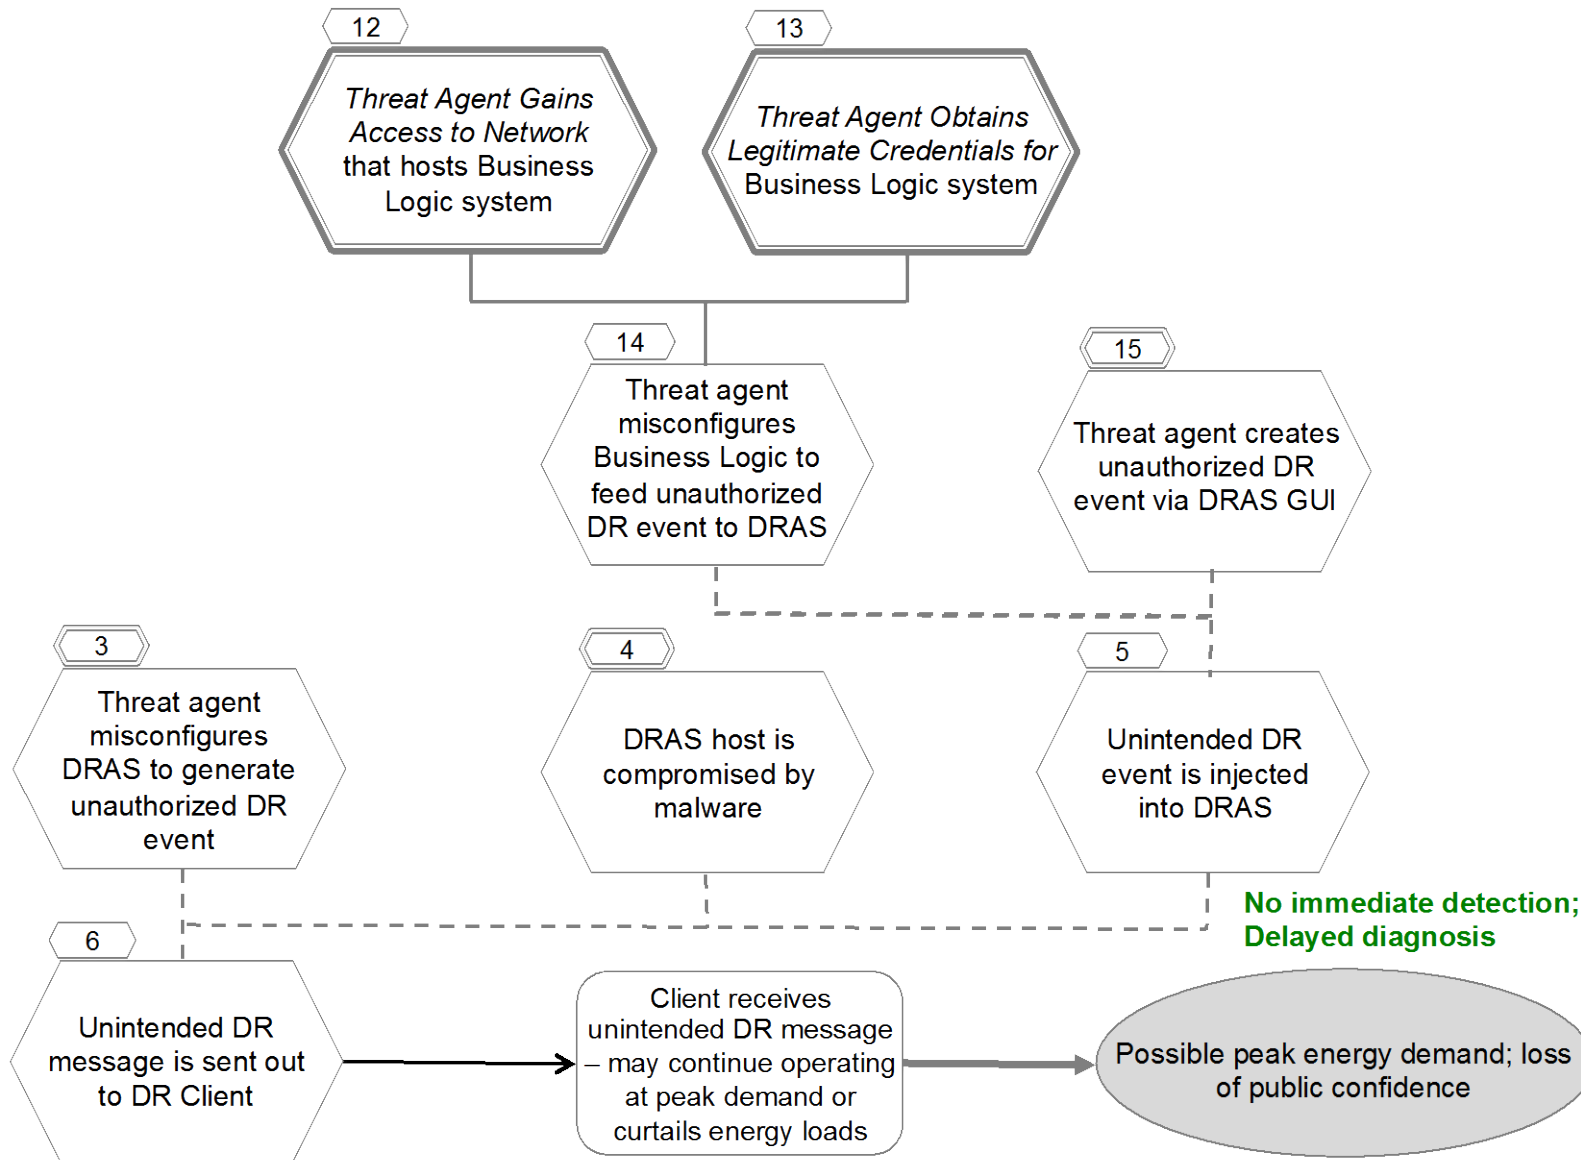 12
Threat Agent Gains
Access to Network
that hosts Business
Logic system
13
Threat Agent Obtains
Legitimate Credentials for
Business Logic system
14
Threat agent
misconfigures
Business Logic to
feed unauthorized
DR event to DRAS
15
Threat agent creates
unauthorized DR
event via DRAS GUI
3
Threat agent
misconfigures
DRAS to generate
unauthorized DR
event
4
DRAS host is
compromised by
malware
5
Unintended DR
event is injected
into DRAS
No immediate detection;
Delayed diagnosis
6
Unintended DR
message is sent out
to DR Client
Client receives
unintended DR message
– may continue operating
at peak demand or
curtails energy loads
Possible peak energy demand; loss
of public confidence